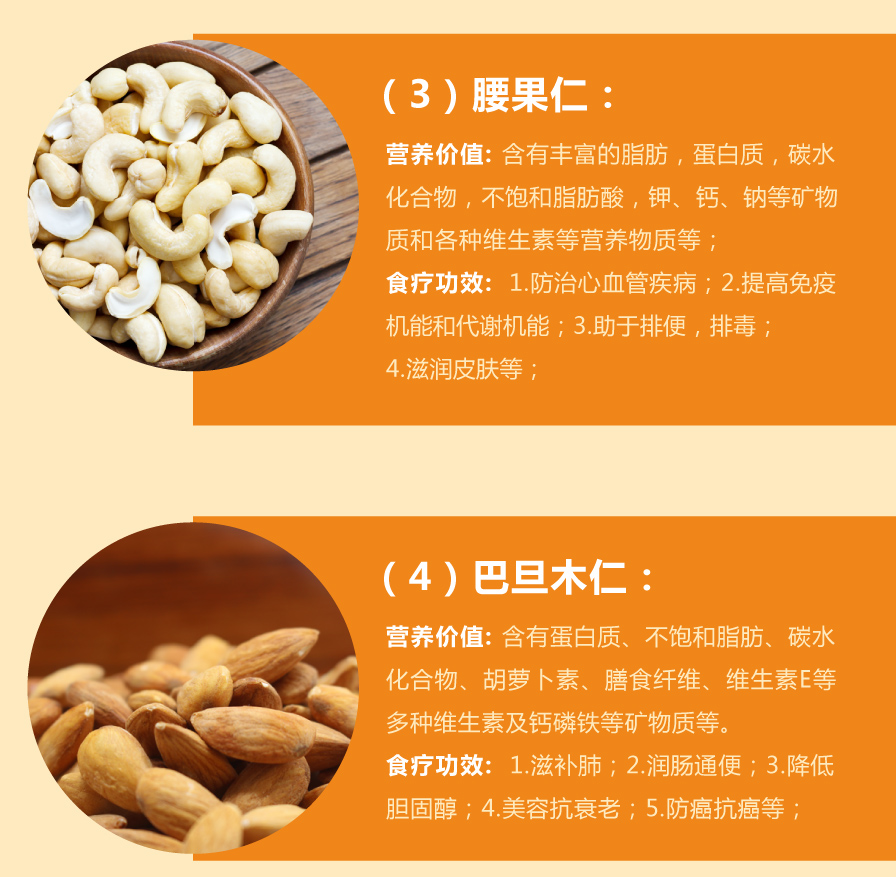 （3）腰果仁：
营养价值: 含有丰富的脂肪，蛋白质，碳水
化合物，不饱和脂肪酸，钾、钙、钠等矿物
质和各种维生素等营养物质等；
食疗功效: 1.防治心血管疾病；2.提高免疫
机能和代谢机能；3.助于排便，排毒；
4.滋润皮肤等；
（4）巴旦木仁：
营养价值: 含有蛋白质、不饱和脂肪、碳水
化合物、胡萝卜素、膳食纤维、维生素E等
多种维生素及钙磷铁等矿物质等。
食疗功效: 1.滋补肺；2.润肠通便；3.降低
胆固醇；4.美容抗衰老；5.防癌抗癌等；